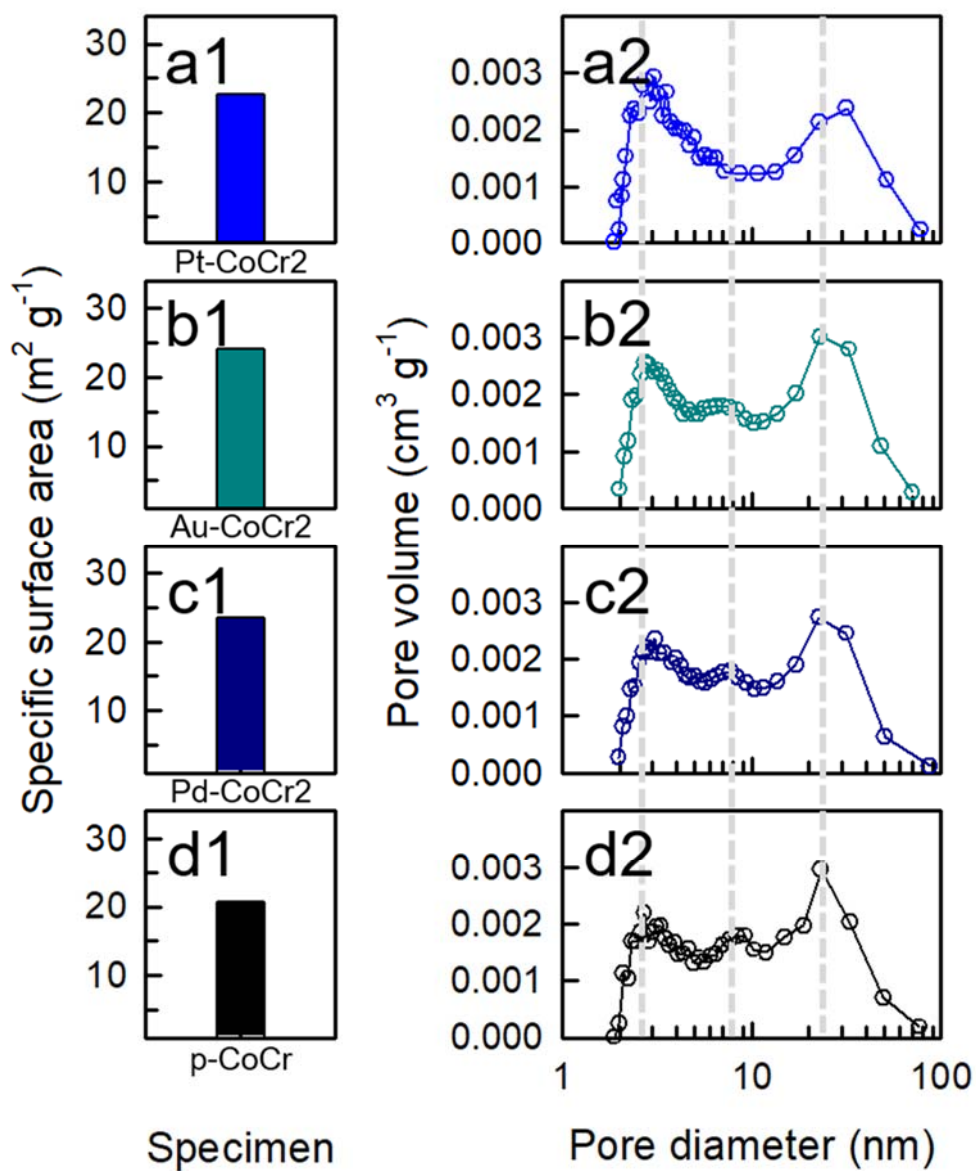 Specific surface area (m² g⁻¹)
30
20
10
a1
Pt-CoCr2
30
20
10
b1
Au-CoCr2
30
20
10
c1
Pd-CoCr2
30
20
10
d1
p-CoCr
Specimen
Pore volume (cm³ g⁻¹)
0.003
0.002
0.001
0.000
a2
0.003
0.002
0.001
0.000
b2
0.003
0.002
0.001
0.000
c2
0.003
0.002
0.001
0.000
d2
1 10 100
Pore diameter (nm)